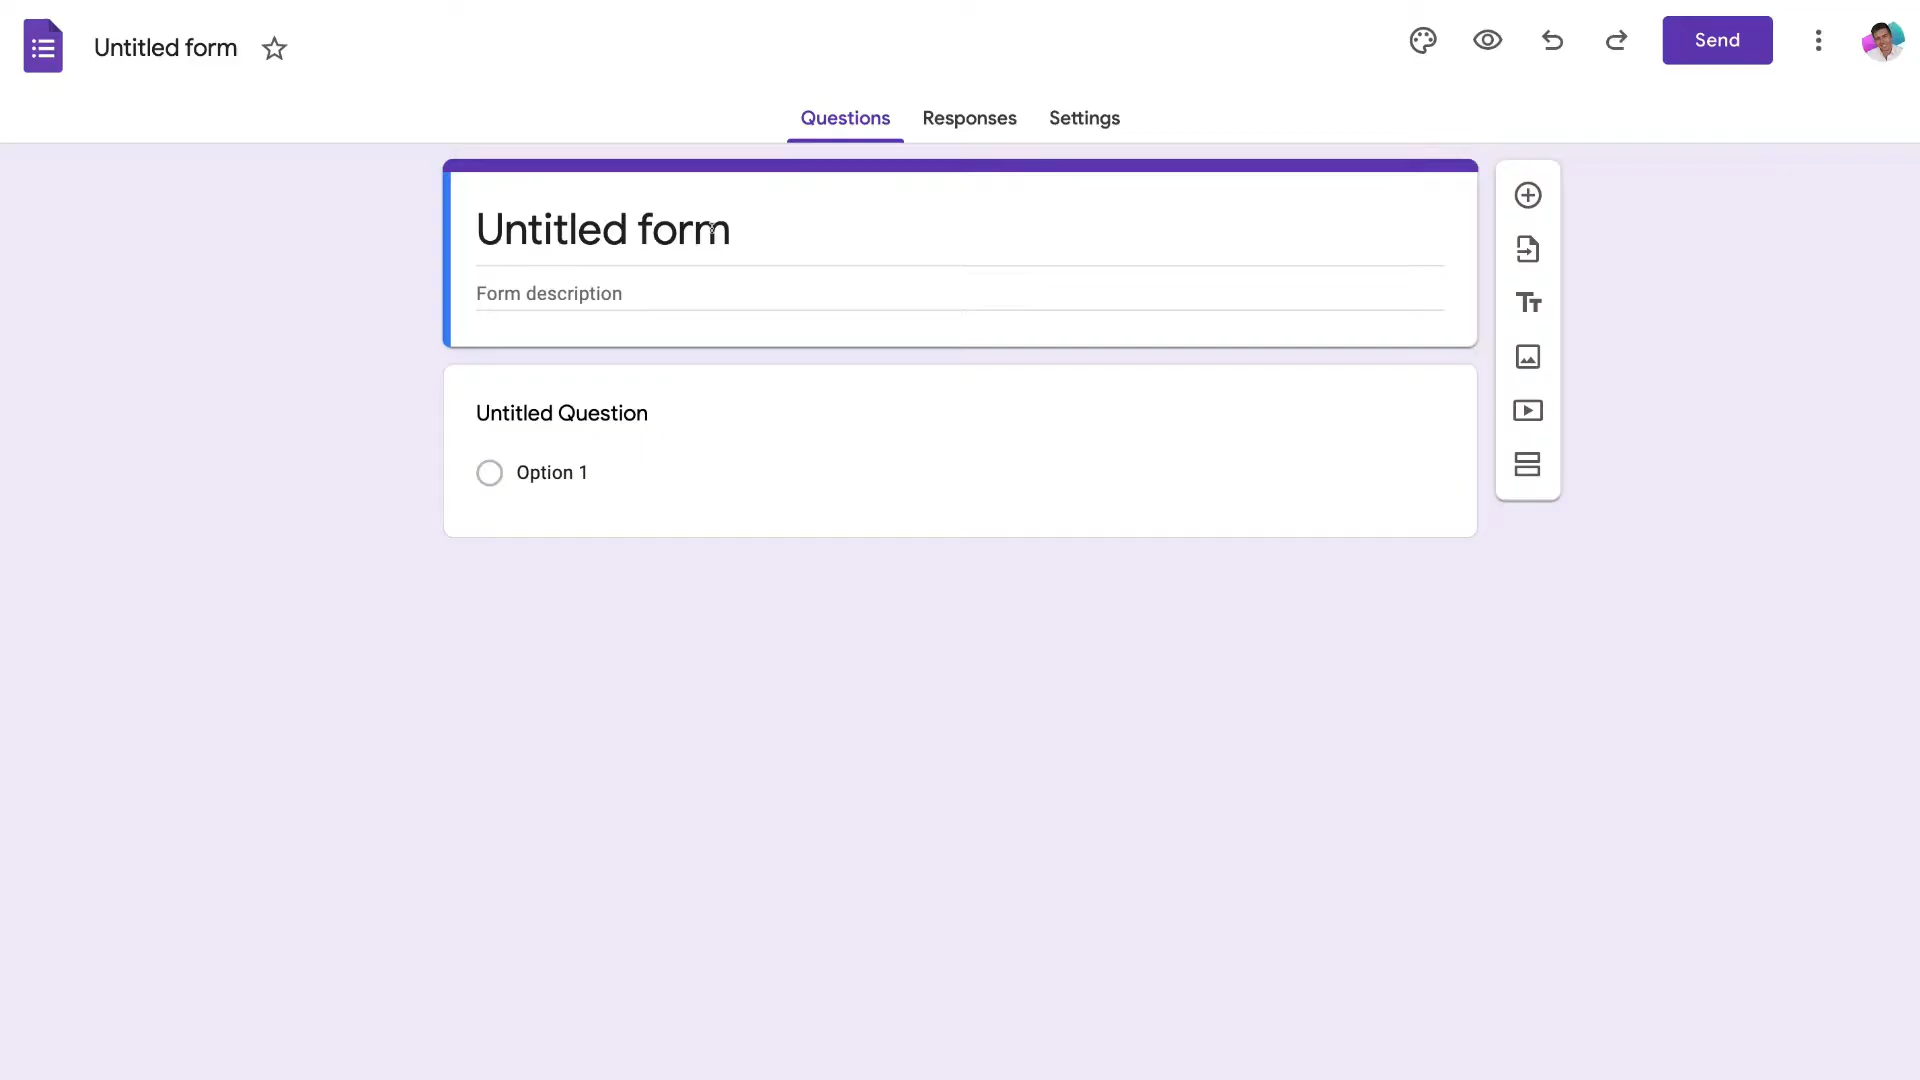 Untitled form
Send
Questions Responses Settings
Untitled form
Form description
Untitled Question
Option 1